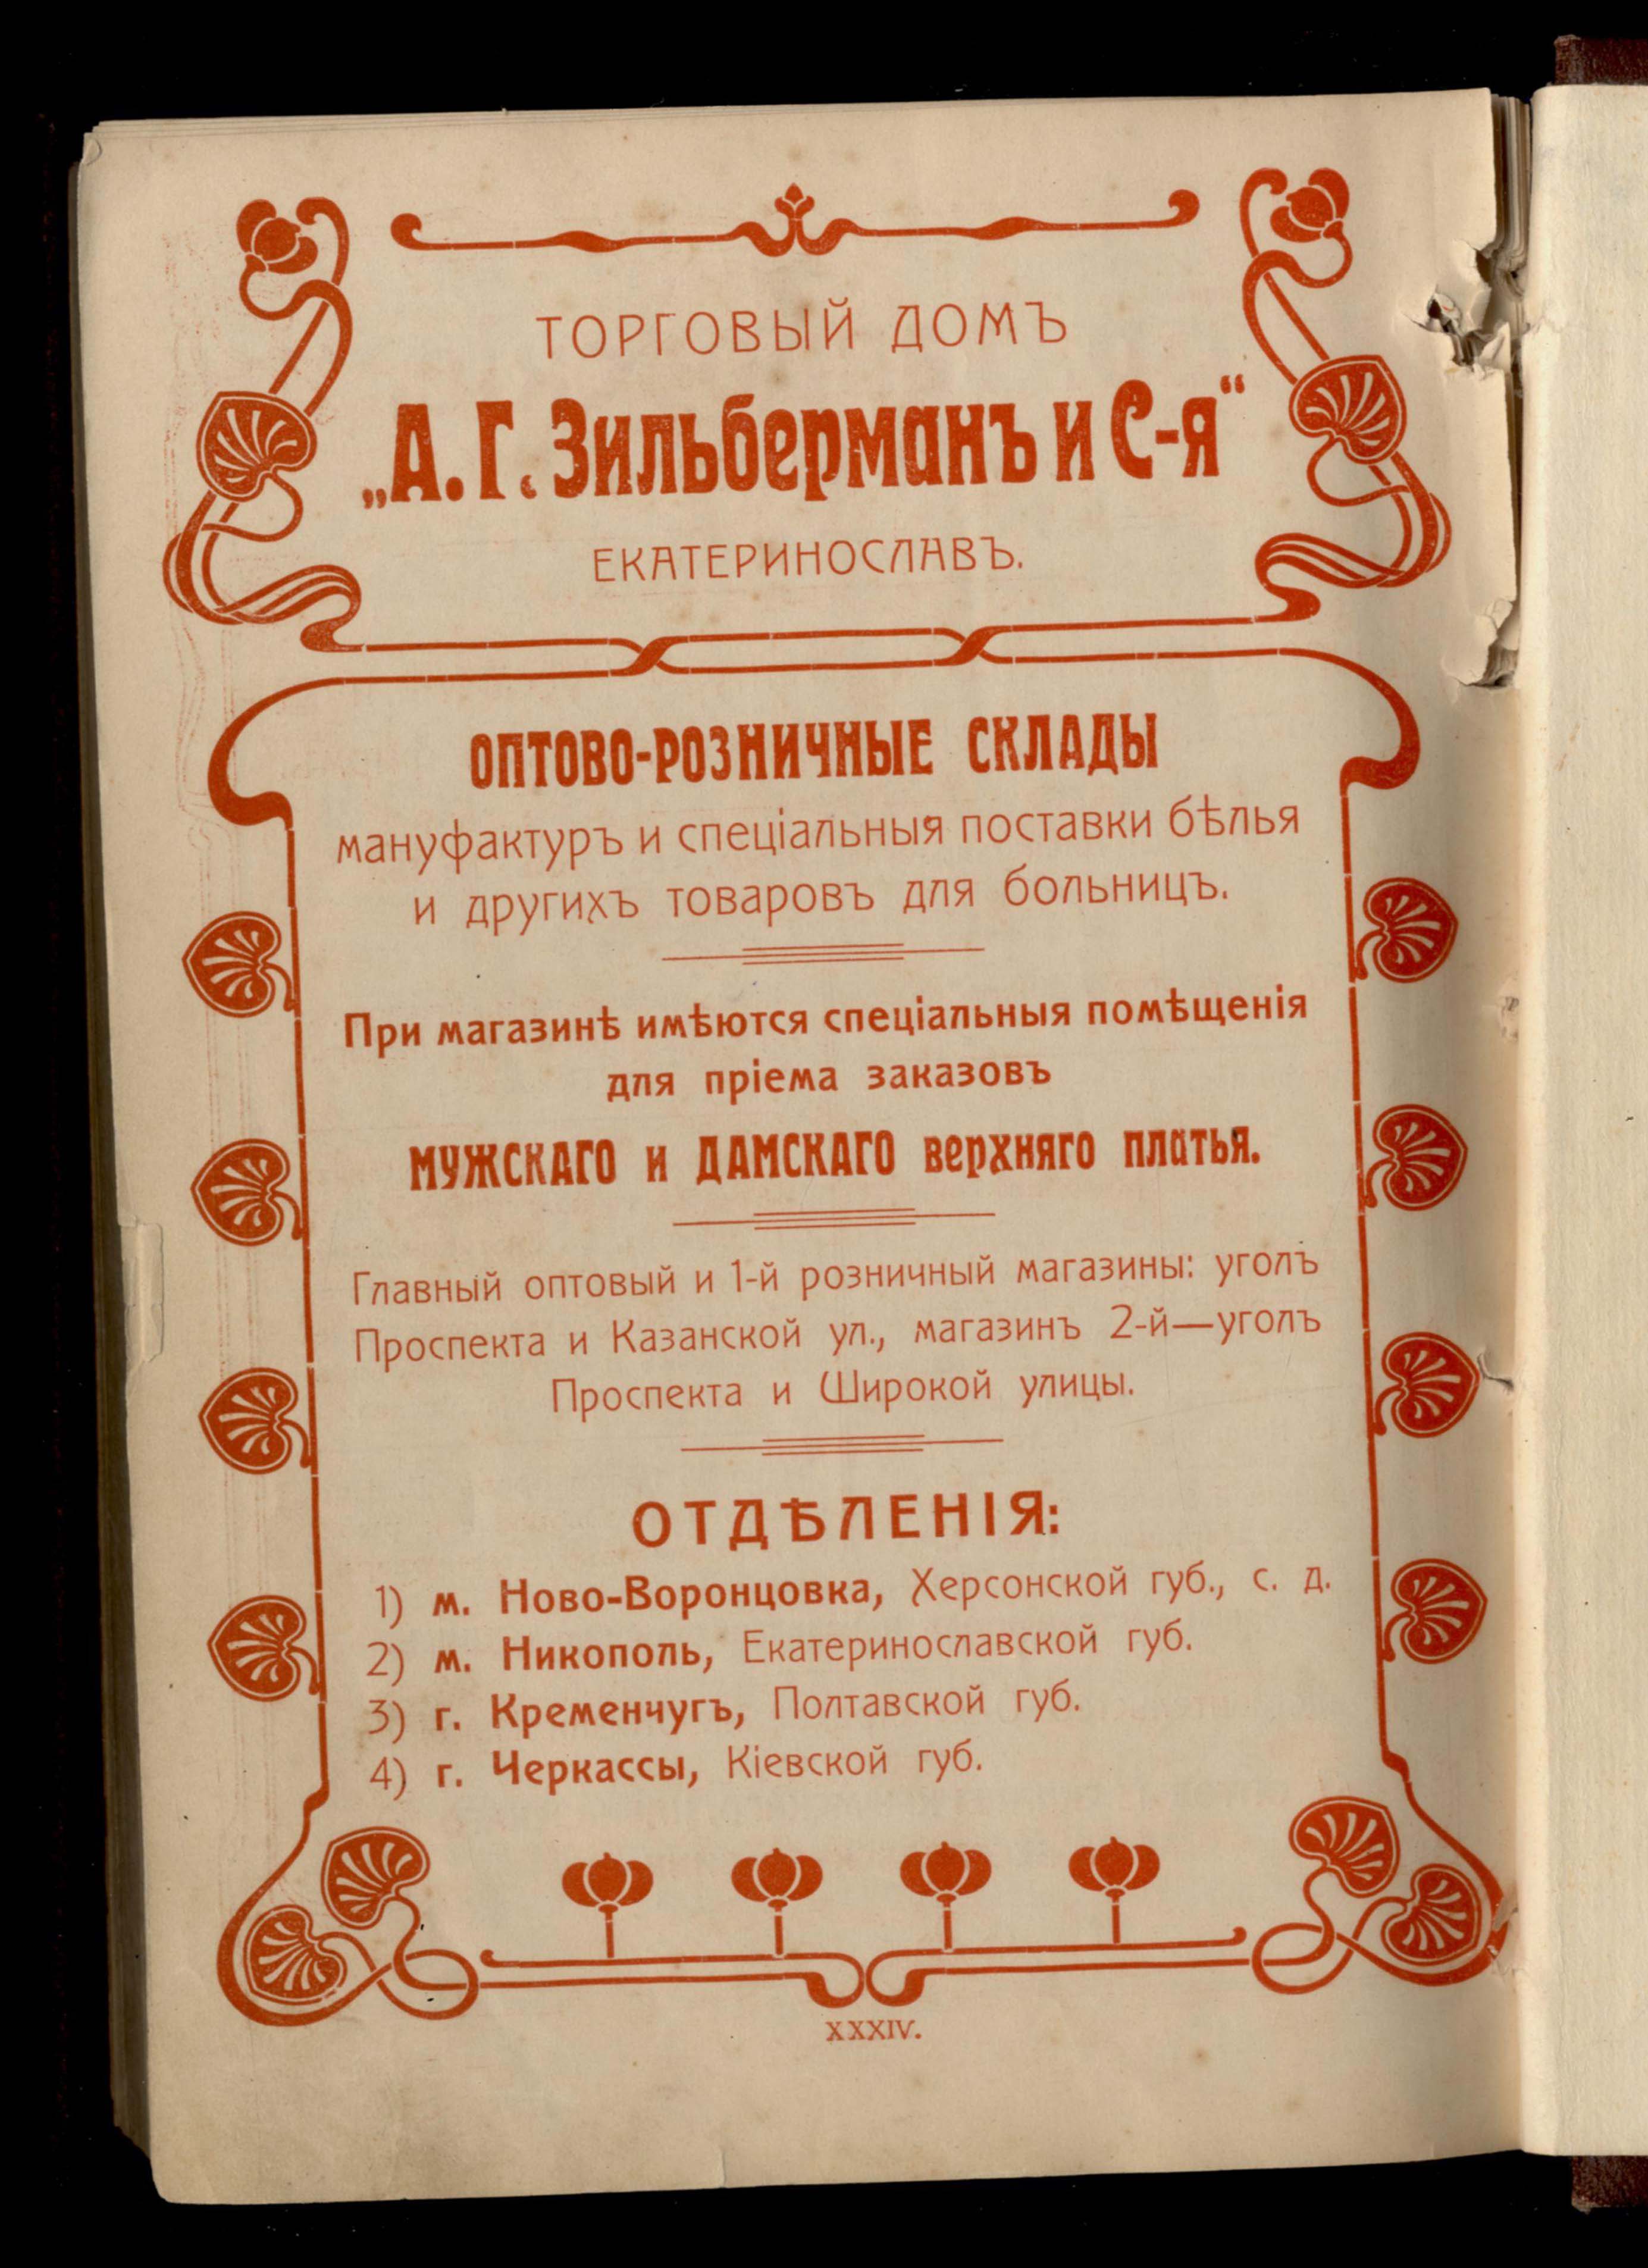 ТОРГОВЫЙ ДОМЪ
„А. Г. Зильберманъ и С-я“
ЕКАТЕРИНОСЛАВЪ.
ОПТОВО-РОЗНИЧНЫЕ СКЛАДЫ
мануфактуръ и спеціальныя поставки бѣлья
и другихъ товаровъ для больницъ.
При магазинѣ имѣются спеціальныя помѣщенія
для пріема заказовъ
МУЖСКАГО и ДАМСКАГО верхняго платья.
Главный оптовый и 1-й розничный магазины: уголъ
Проспекта и Казанской ул., магазинъ 2-й—уголъ
Проспекта и Широкой улицы.
ОТДѢЛЕНІЯ:
1) м. Ново-Воронцовка, Херсонской губ., с. д.
2) м. Никополь, Екатеринославской губ.
3) г. Кременчугъ, Полтавской губ.
4) г. Черкассы, Кіевской губ.
XXXIV.